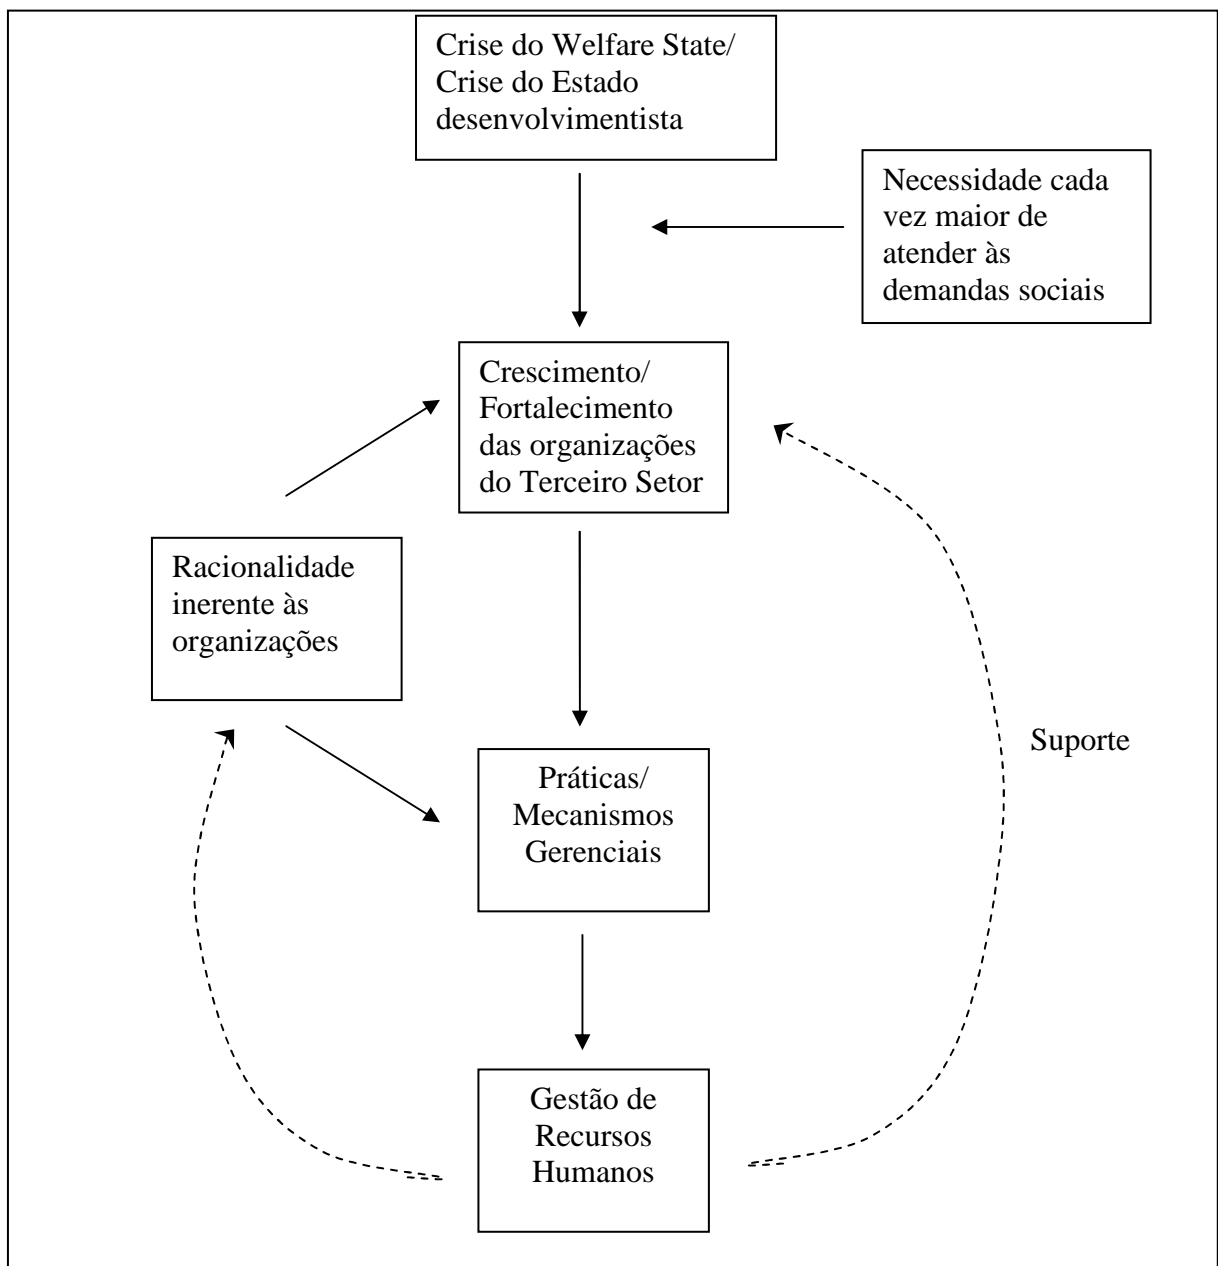 Crise do Welfare State/
Crise do Estado
desenvolvimentista
Necessidade cada
vez maior de
atender às
demandas sociais
Crescimento/
Fortalecimento
das organizações
do Terceiro Setor
Racionalidade
inerente às
organizações
Suporte
Práticas/
Mecanismos
Gerenciais
Gestão de
Recursos
Humanos